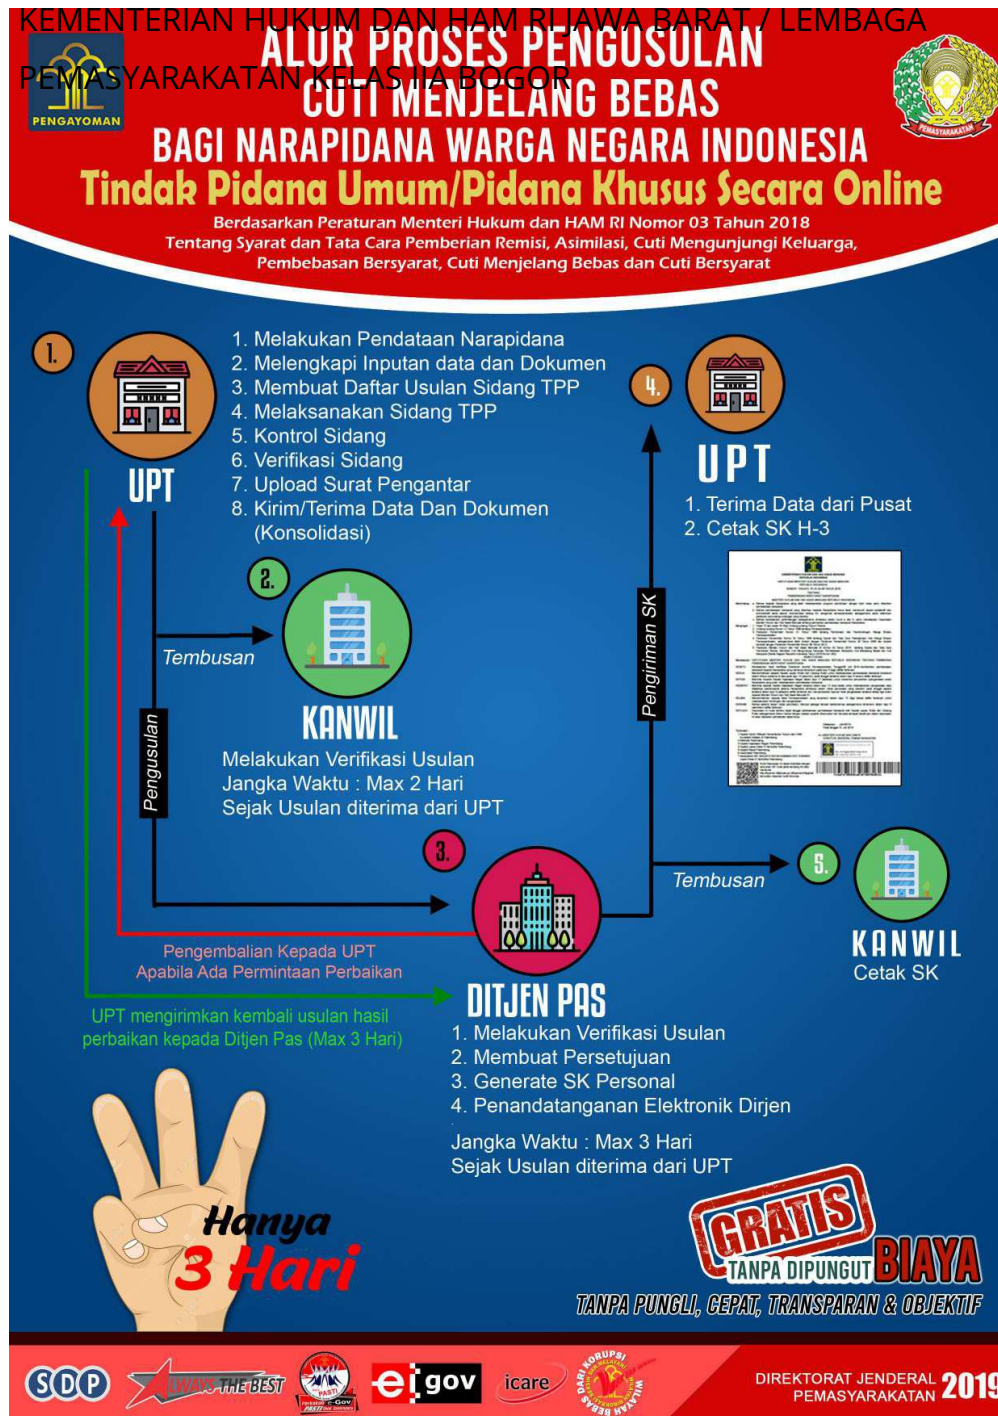 KEMENTERIAN HUKUM DAN HAM RI JAWA BARAT / LEMBAGA
PEMASYARAKATAN KELAS IIA BOGOR
ALUR PROSES PENGUSULAN
CUTI MENJELANG BEBAS
BAGI NARAPIDANA WARGA NEGARA INDONESIA
Tindak Pidana Umum/Pidana Khusus Secara Online
Berdasarkan Peraturan Menteri Hukum dan HAM RI Nomor 03 Tahun 2018
Tentang Syarat dan Tata Cara Pemberian Remisi, Asimilasi, Cuti Mengunjungi Keluarga,
Pembebasan Bersyarat, Cuti Menjelang Bebas dan Cuti Bersyarat
PENGAYOMAN
PEMASYARAKATAN
1.
UPT
1. Melakukan Pendataan Narapidana
2. Melengkapi Inputan data dan Dokumen
3. Membuat Daftar Usulan Sidang TPP
4. Melaksanakan Sidang TPP
5. Kontrol Sidang
6. Verifikasi Sidang
7. Upload Surat Pengantar
8. Kirim/Terima Data Dan Dokumen
(Konsolidasi)
2.
Tembusan
KANWIL
Melakukan Verifikasi Usulan
Jangka Waktu : Max 2 Hari
Sejak Usulan diterima dari UPT
Pengusulan
3.
DITJEN PAS
1. Melakukan Verifikasi Usulan
2. Membuat Persetujuan
3. Generate SK Personal
4. Penandatanganan Elektronik Dirjen
Jangka Waktu : Max 3 Hari
Sejak Usulan diterima dari UPT
Pengembalian Kepada UPT
Apabila Ada Permintaan Perbaikan
UPT mengirimkan kembali usulan hasil
perbaikan kepada Ditjen Pas (Max 3 Hari)
Pengiriman SK
4.
UPT
1. Terima Data dari Pusat
2. Cetak SK H-3
Tembusan
5.
KANWIL
Cetak SK
Hanya
3 Hari
GRATIS
TANPA DIPUNGUT BIAYA
TANPA PUNGLI, CEPAT, TRANSPARAN & OBJEKTIF
SDP
ALWAYS THE BEST
PASTI
e-Gov
e gov
icare
WILAYAH BEBAS DARI KORUPSI
DIREKTORAT JENDERAL
PEMASYARAKATAN 2019